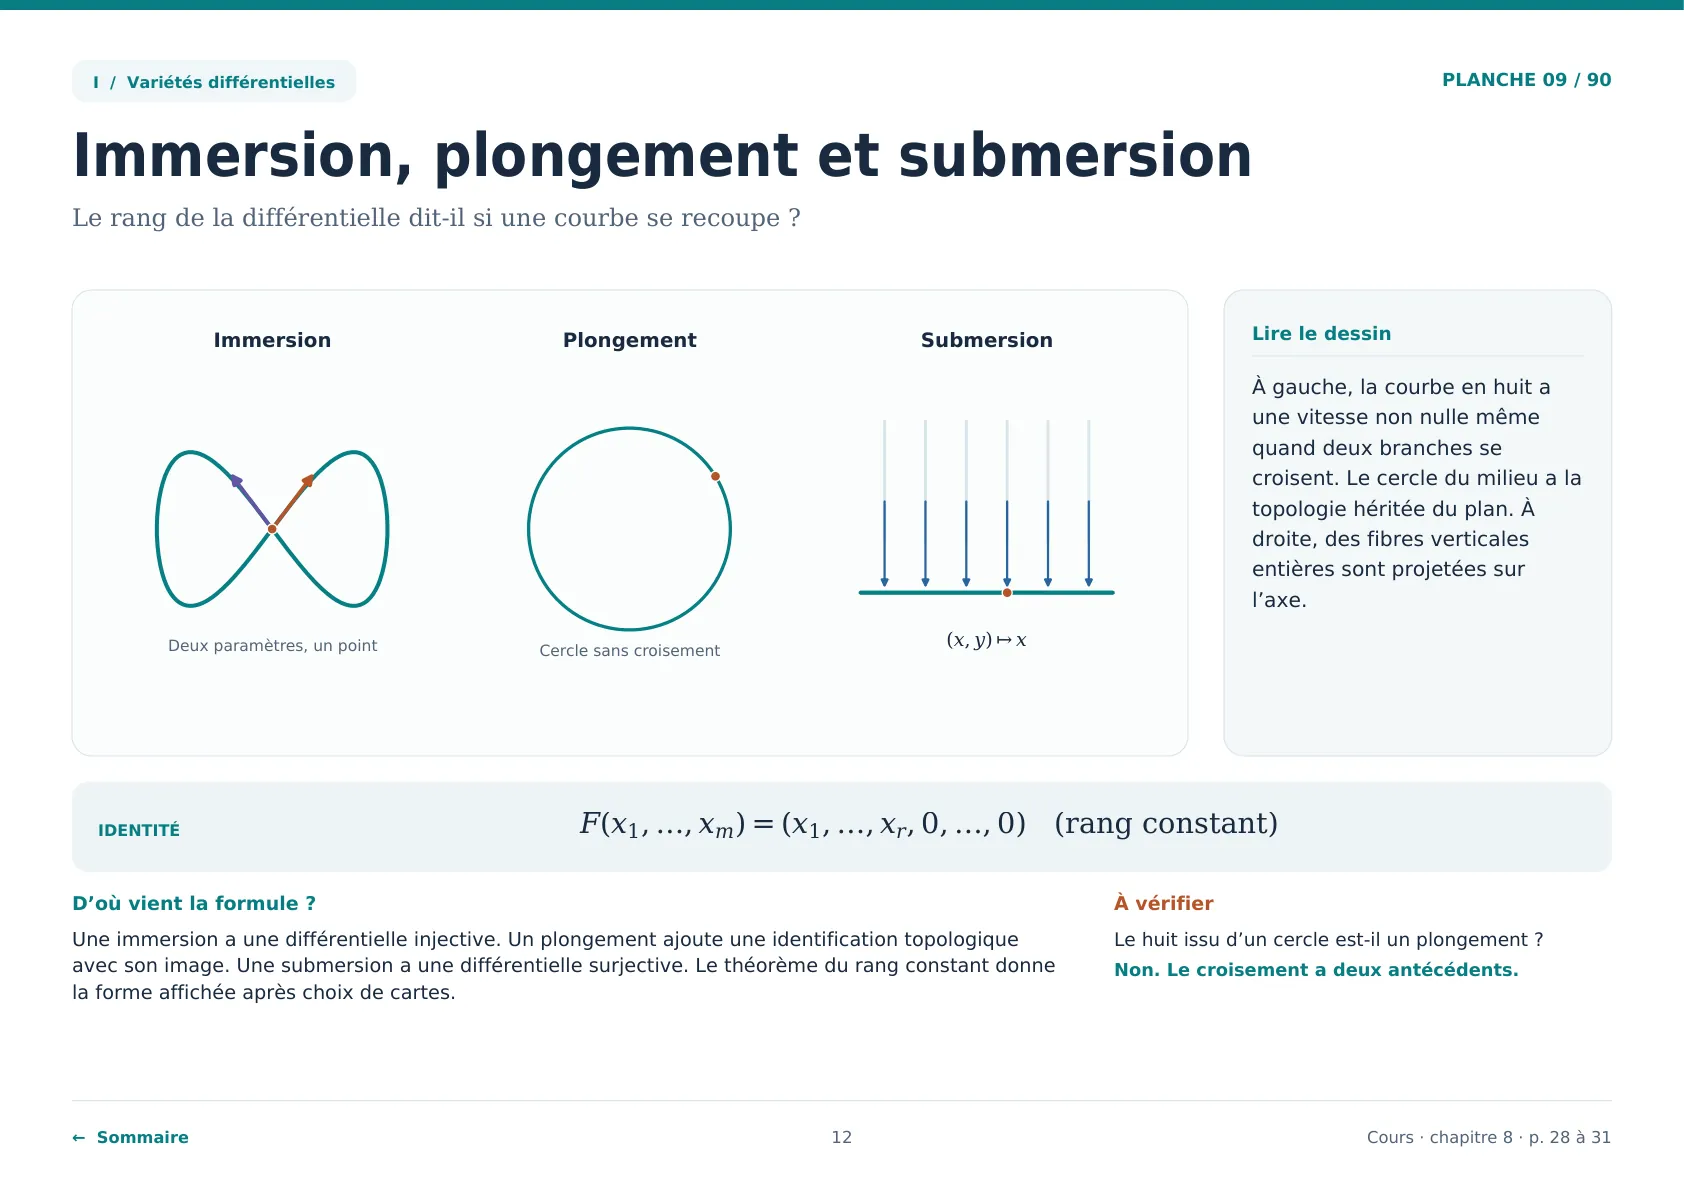 I / Variétés différentielles
PLANCHE 09 / 90
Immersion, plongement et submersion
Le rang de la différentielle dit-il si une courbe se recoupe ?
Immersion
Plongement
Submersion
Deux paramètres, un point
Cercle sans croisement
(x, y) ↦ x
Lire le dessin
À gauche, la courbe en huit a
une vitesse non nulle même
quand deux branches se
croisent. Le cercle du milieu a la
topologie héritée du plan. À
droite, des fibres verticales
entières sont projetées sur
l’axe.
IDENTITÉ
F(x₁, …, xₘ) = (x₁, …, xᵣ, 0, …, 0) (rang constant)
D’où vient la formule ?
Une immersion a une différentielle injective. Un plongement ajoute une identification topologique
avec son image. Une submersion a une différentielle surjective. Le théorème du rang constant donne
la forme affichée après choix de cartes.
À vérifier
Le huit issu d’un cercle est-il un plongement ?
Non. Le croisement a deux antécédents.
← Sommaire
12
Cours · chapitre 8 · p. 28 à 31